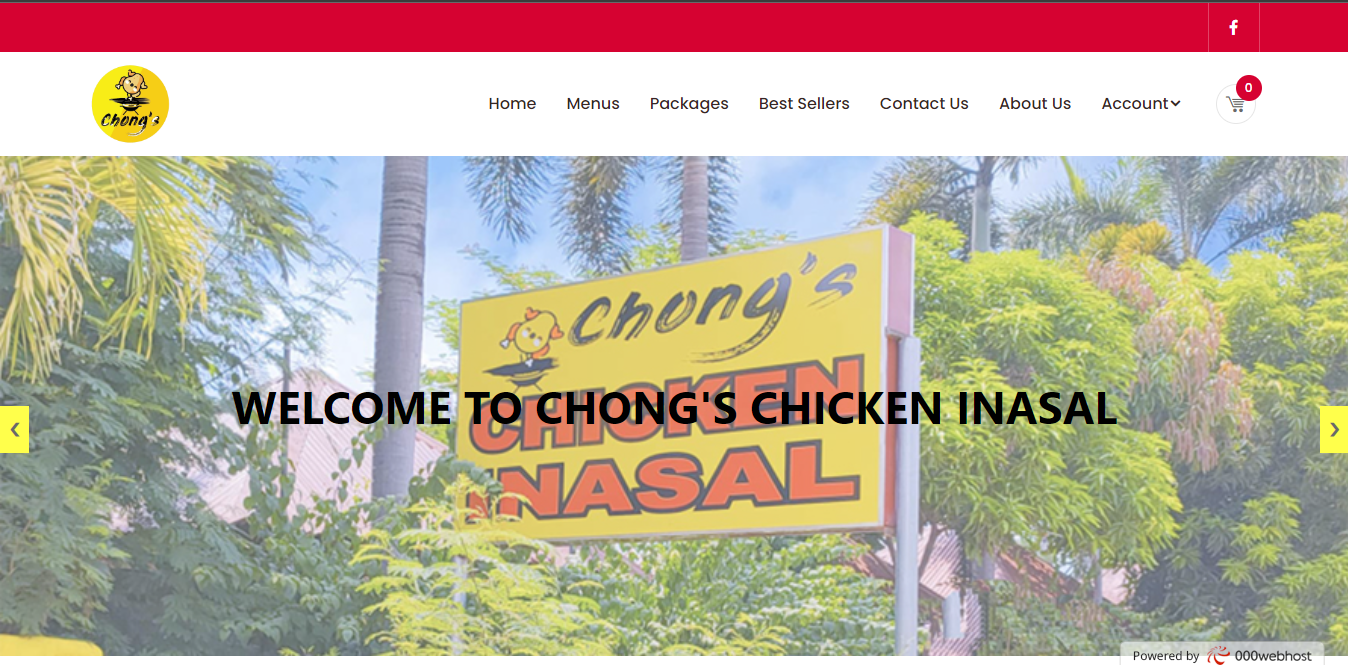 Chong's
Home Menus Packages Best Sellers Contact Us About Us Account
0
Chong's
CHICKEN
INASAL
WELCOME TO CHONG'S CHICKEN INASAL
Powered by 000webhost